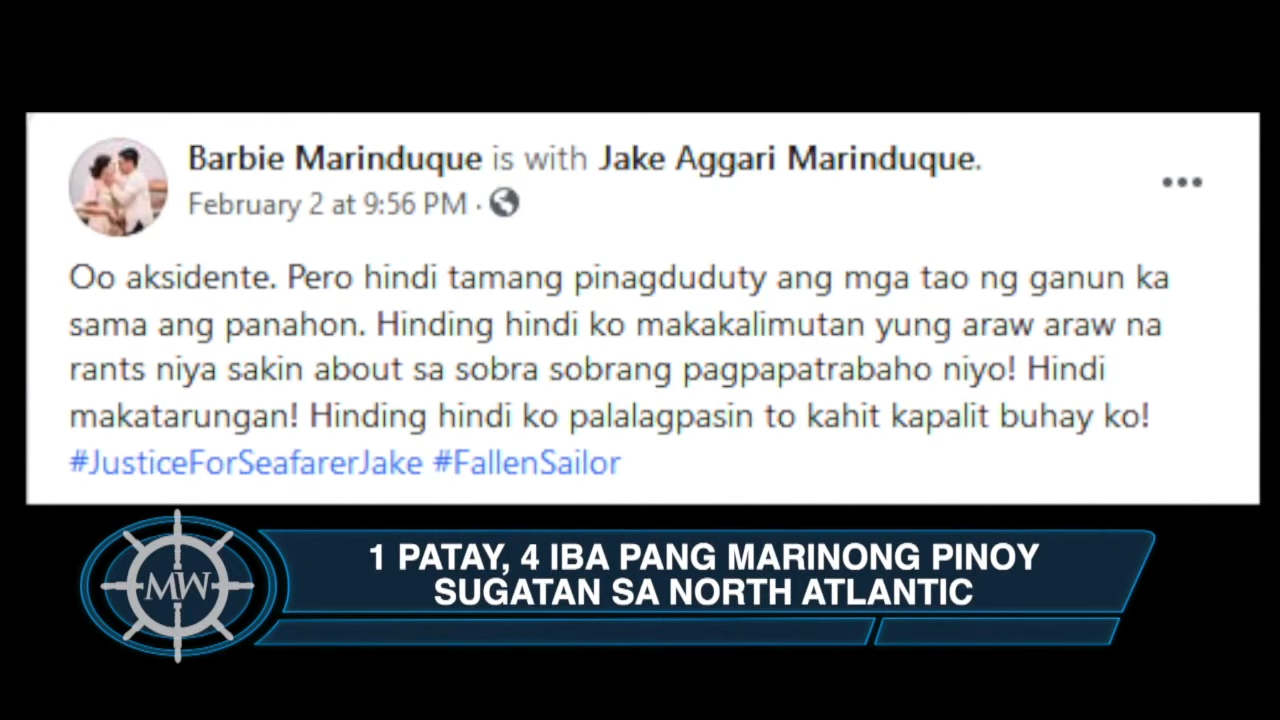 Barbie Marinduque is with Jake Aggari Marinduque.
February 2 at 9:56 PM ·
Oo aksidente. Pero hindi tamang pinagduduty ang mga tao ng ganun ka
sama ang panahon. Hinding hindi ko makakalimutan yung araw araw na
rants niya sakin about sa sobra sobrang pagpapatrabaho niyo! Hindi
makatarungan! Hinding hindi ko palalagpasin to kahit kapalit buhay ko!
#JusticeForSeafarerJake #FallenSailor
MW
1 PATAY, 4 IBA PANG MARINONG PINOY
SUGATAN SA NORTH ATLANTIC